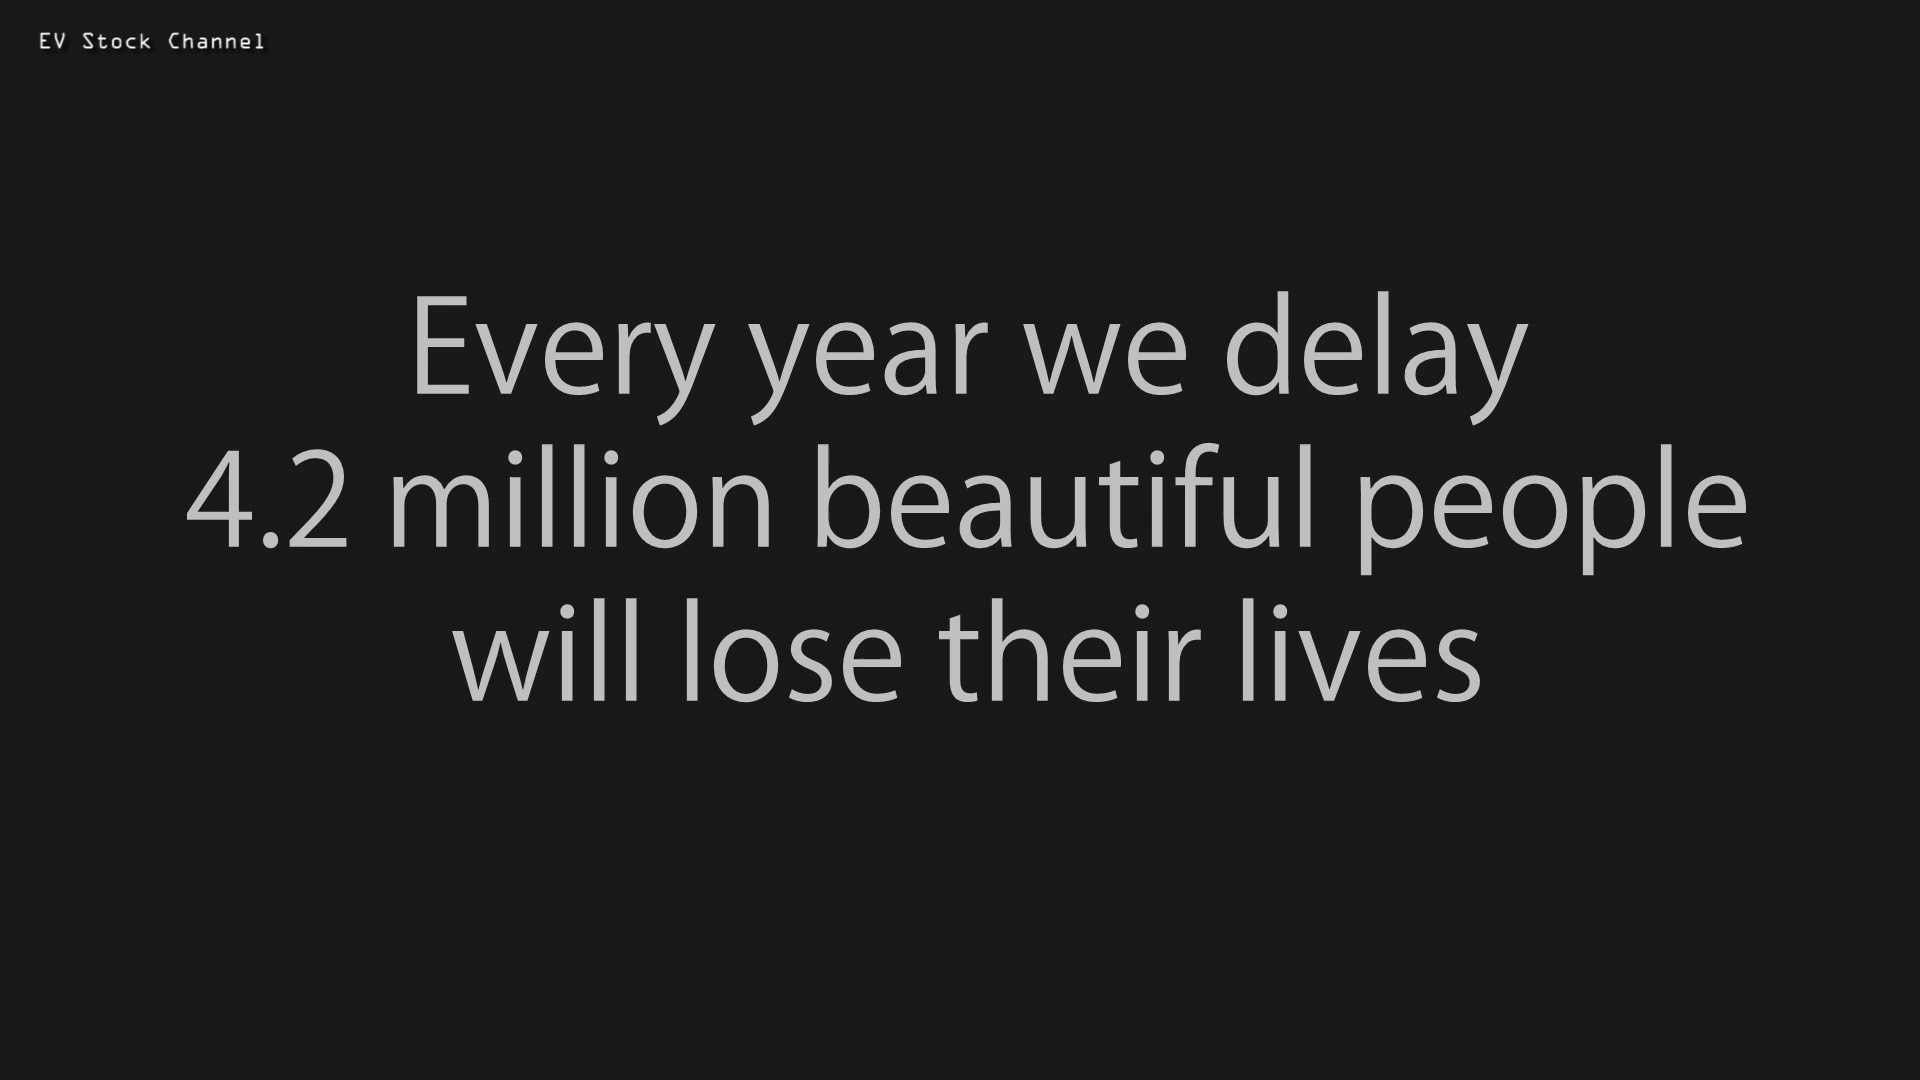 EV Stock Channel
Every year we delay
4.2 million beautiful people
will lose their lives